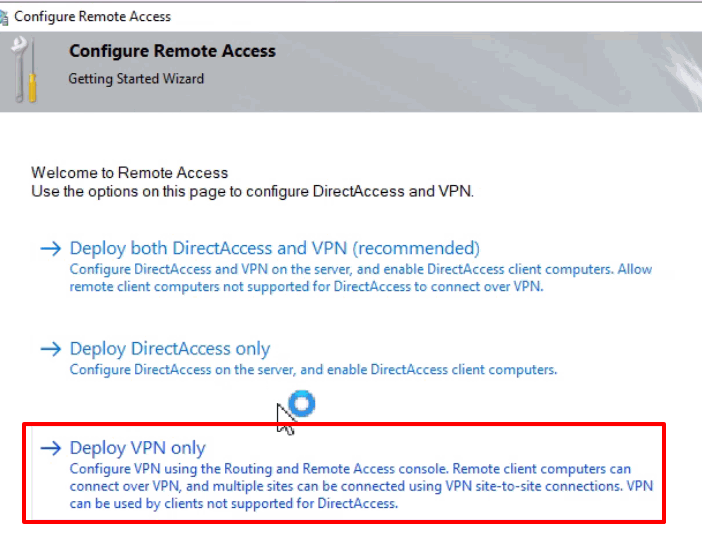 Configure Remote Access
Configure Remote Access
Getting Started Wizard
Welcome to Remote Access
Use the options on this page to configure DirectAccess and VPN.
Deploy both DirectAccess and VPN (recommended)
Configure DirectAccess and VPN on the server, and enable DirectAccess client computers. Allow
remote client computers not supported for DirectAccess to connect over VPN.
Deploy DirectAccess only
Configure DirectAccess on the server, and enable DirectAccess client computers.
Deploy VPN only
Configure VPN using the Routing and Remote Access console. Remote client computers can
connect over VPN, and multiple sites can be connected using VPN site-to-site connections. VPN
can be used by clients not supported for DirectAccess.